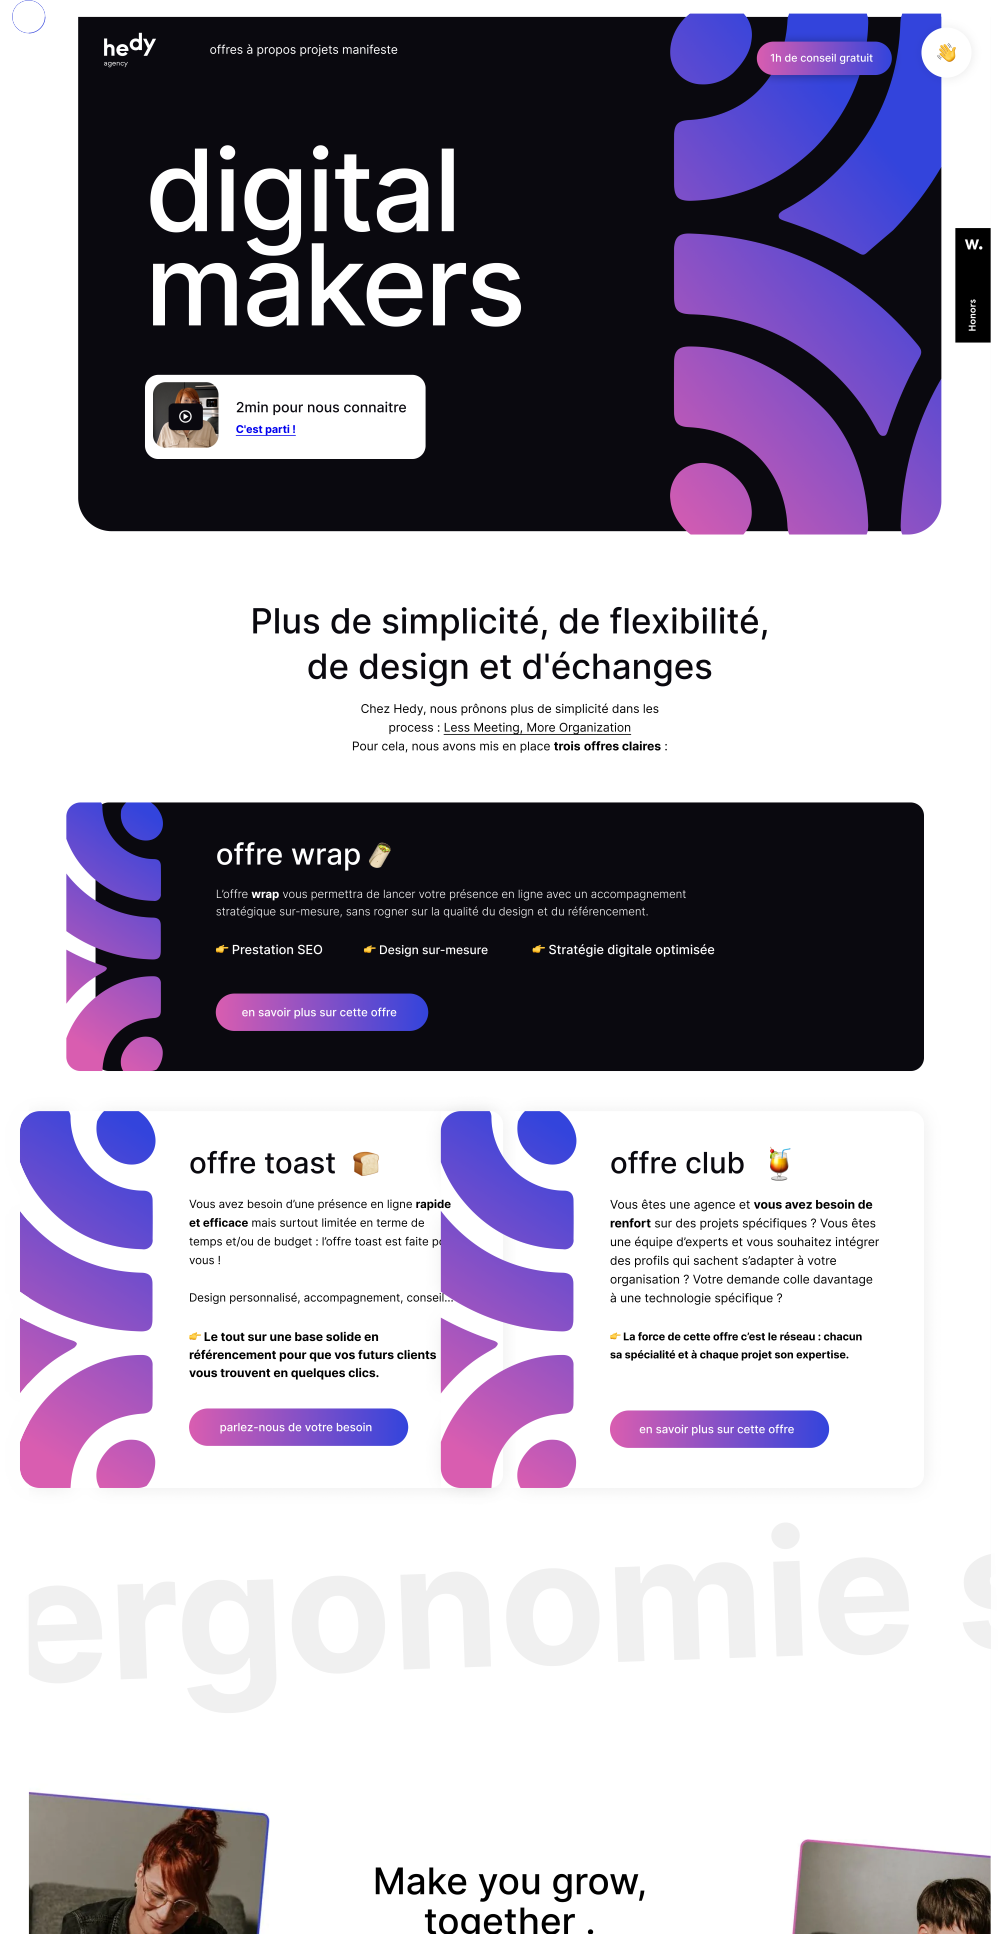 hedy
agency
offres à propos projets manifeste
1h de conseil gratuit
W.
Honors
digital
makers
2min pour nous connaitre
C'est parti !
Plus de simplicité, de flexibilité,
de design et d'échanges
Chez Hedy, nous prônons plus de simplicité dans les
process : Less Meeting, More Organization
Pour cela, nous avons mis en place trois offres claires :
offre wrap
L'offre wrap vous permettra de lancer votre présence en ligne avec un accompagnement
stratégique sur-mesure, sans rogner sur la qualité du design et du référencement.
👉 Prestation SEO 👉 Design sur-mesure 👉 Stratégie digitale optimisée
en savoir plus sur cette offre
offre toast
Vous avez besoin d'une présence en ligne rapide
et efficace mais surtout limitée en terme de
temps et/ou de budget : l'offre toast est faite
vous !
Design personnalisé, accompagnement, conseil...
👉 Le tout sur une base solide en
référencement pour que vos futurs clients
vous trouvent en quelques clics.
parlez-nous de votre besoin
offre club
Vous êtes une agence et vous avez besoin de
renfort sur des projets spécifiques ? Vous êtes
une équipe d'experts et vous souhaitez intégrer
des profils qui sachent s'adapter à votre
organisation ? Votre demande colle davantage
à une technologie spécifique ?
👉 La force de cette offre c'est le réseau : chacun
sa spécialité et à chaque projet son expertise.
en savoir plus sur cette offre
ergonomie s
Make you grow,
together .